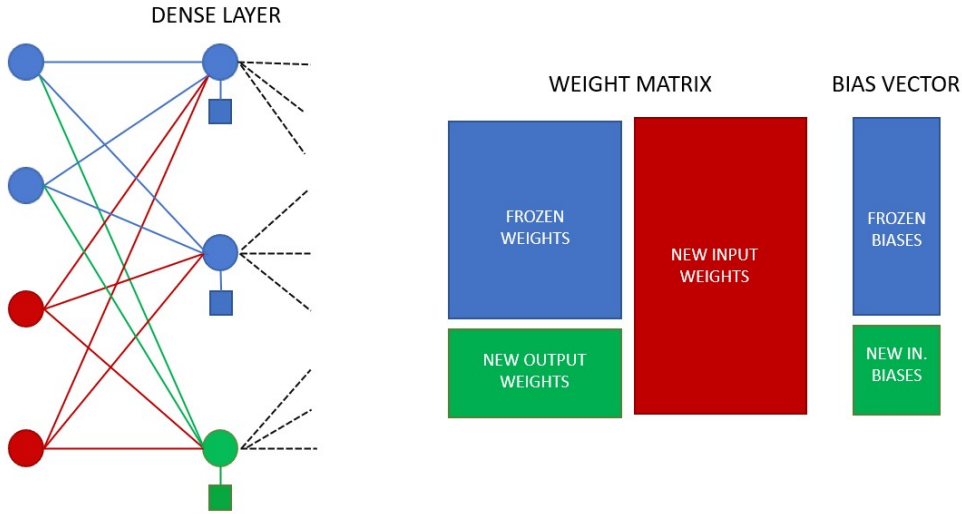 DENSE LAYER
WEIGHT MATRIX
BIAS VECTOR
FROZEN
WEIGHTS
NEW INPUT
WEIGHTS
FROZEN
BIASES
NEW OUTPUT
WEIGHTS
NEW IN.
BIASES